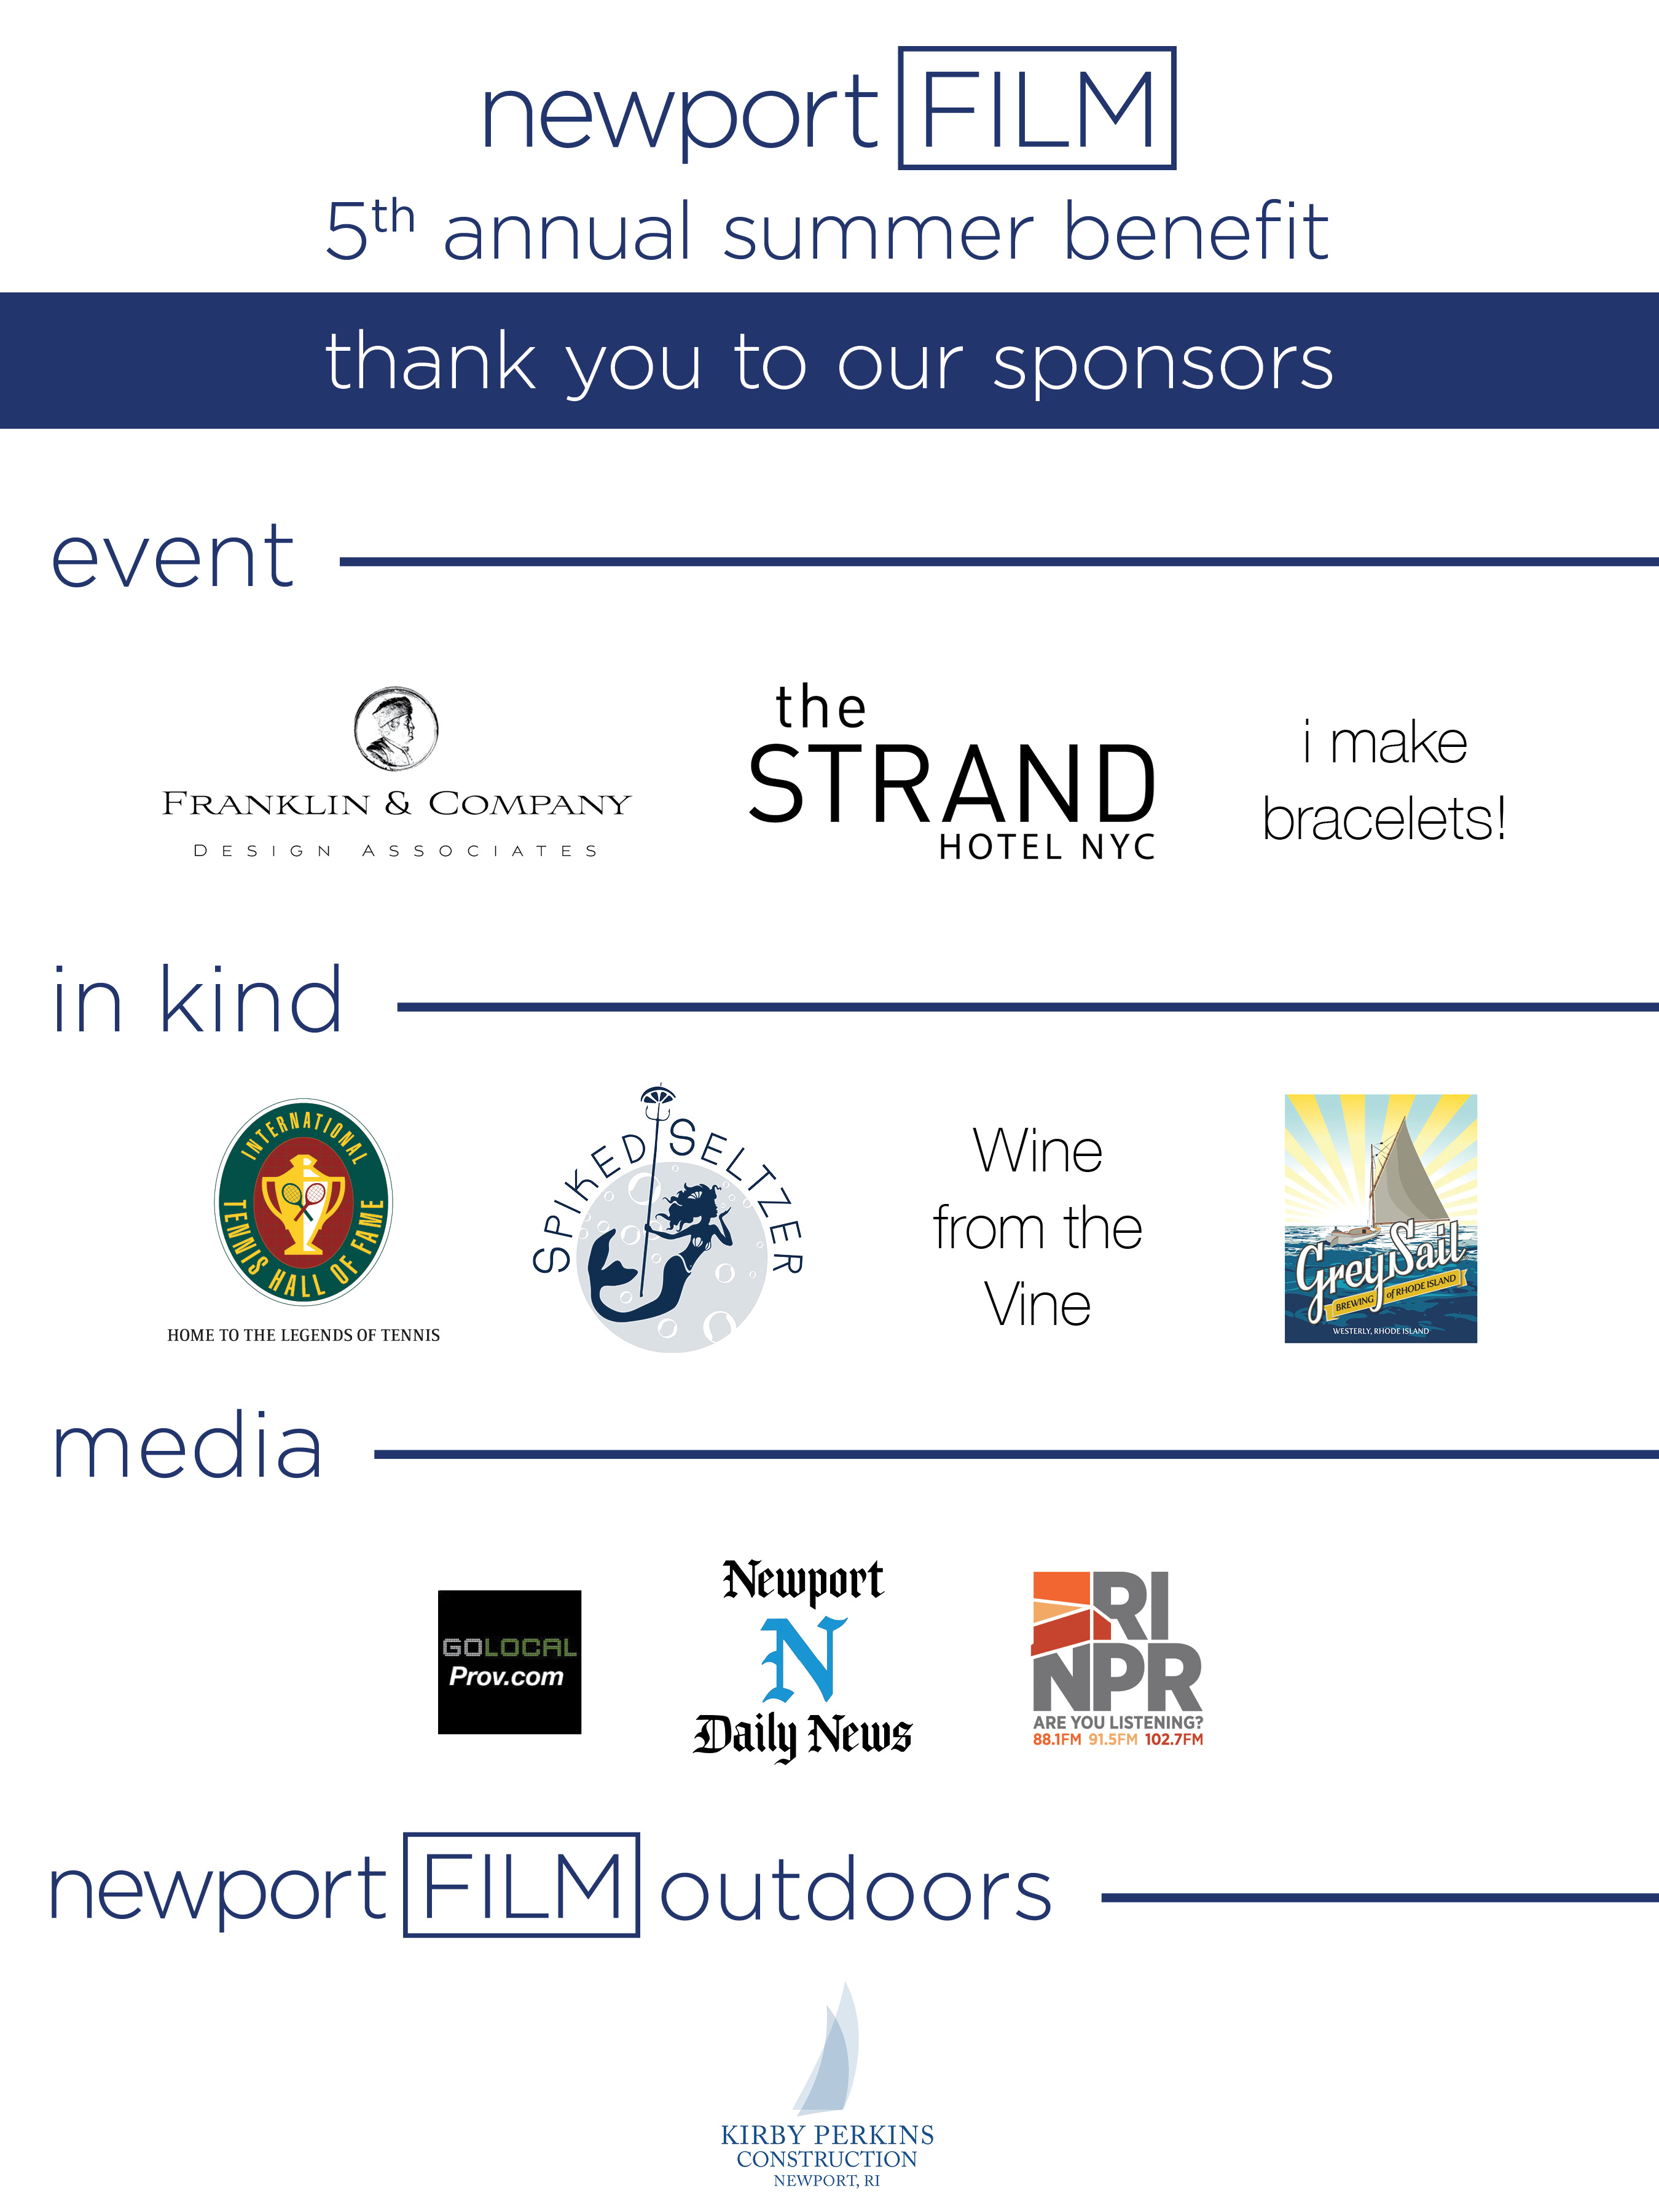 newport FILM
5th annual summer benefit
thank you to our sponsors
event
FRANKLIN & COMPANY
DESIGN ASSOCIATES
the
STRAND
HOTEL NYC
i make
bracelets!
in kind
INTERNATIONAL
TENNIS HALL OF FAME
HOME TO THE LEGENDS OF TENNIS
SPIKED SELTZER
Wine
from the
Vine
Grey Sail
BREWING of RHODE ISLAND
WESTERLY, RHODE ISLAND
media
GOLOCAL
Prov.com
Newport
N
Daily News
RI
NPR
ARE YOU LISTENING?
88.1FM 91.5FM 102.7FM
newport FILM outdoors
KIRBY PERKINS
CONSTRUCTION
NEWPORT, RI